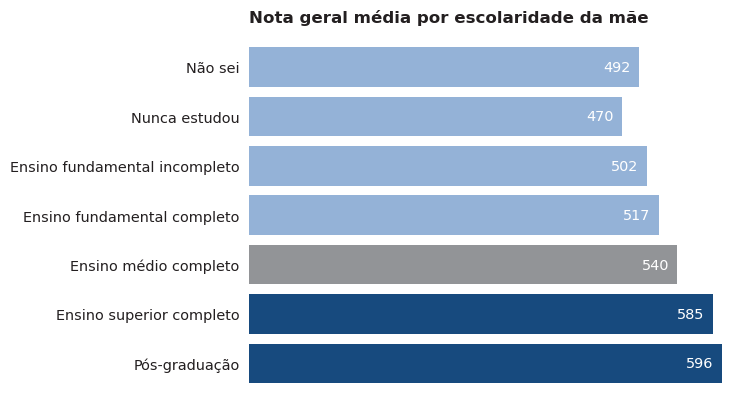 Nota geral média por escolaridade da mãe
Não sei 492
Nunca estudou 470
Ensino fundamental incompleto 502
Ensino fundamental completo 517
Ensino médio completo 540
Ensino superior completo 585
Pós-graduação 596